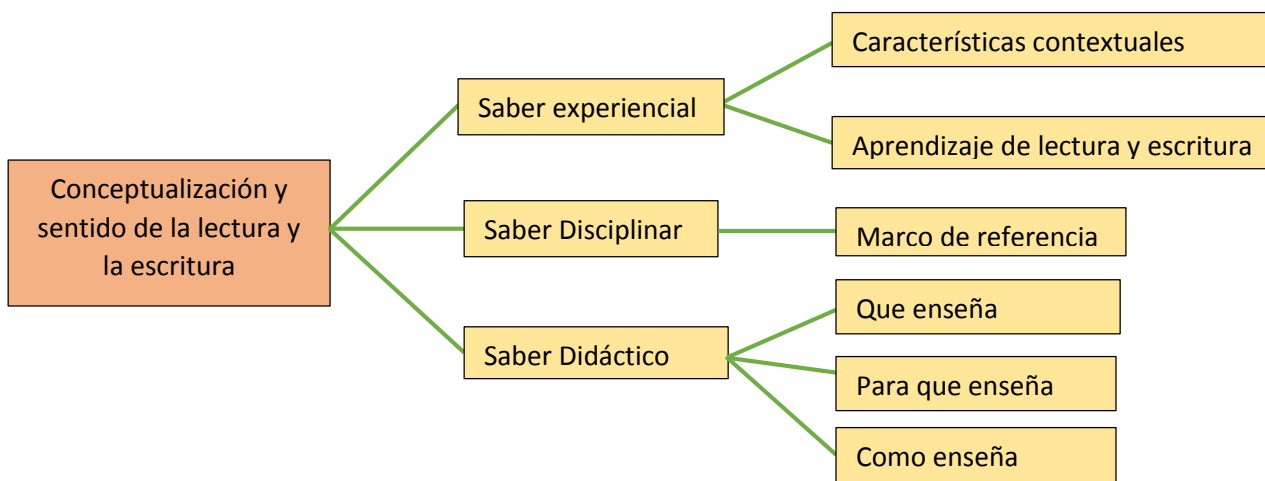 Conceptualización y
sentido de la lectura y
la escritura
Saber experiencial
Características contextuales
Aprendizaje de lectura y escritura
Saber Disciplinar
Marco de referencia
Saber Didáctico
Que enseña
Para que enseña
Como enseña